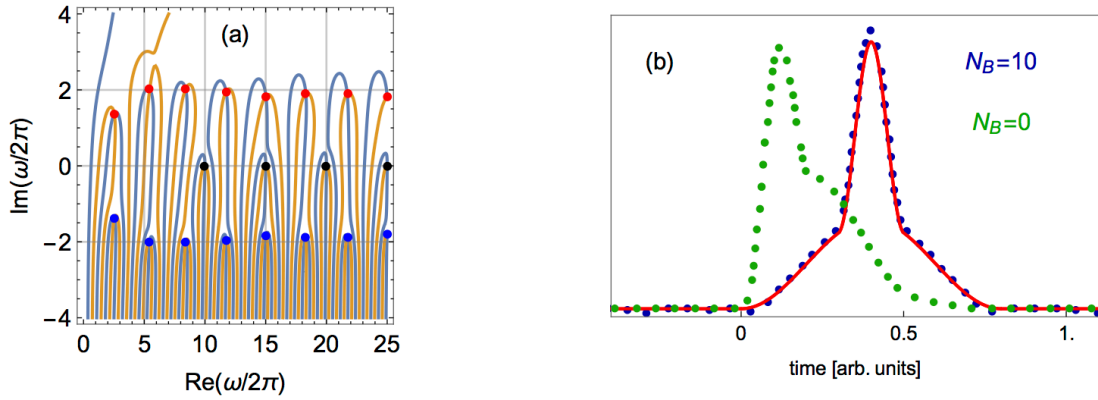 (a)
4
2
0
−2
−4
Im(ω/2π)
0 5 10 15 20 25
Re(ω/2π)
(b)
N_B=10
N_B=0
0 0.5 1.
time [arb. units]